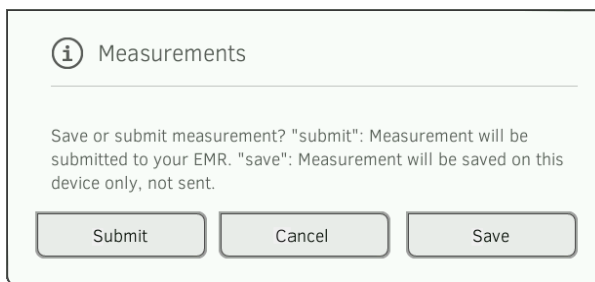 Measurements
Save or submit measurement? "submit": Measurement will be
submitted to your EMR. "save": Measurement will be saved on this
device only, not sent.
Submit Cancel Save